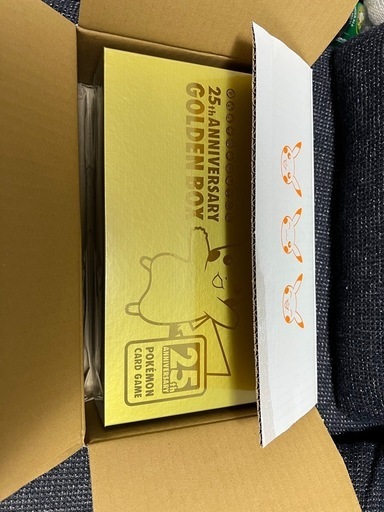 25th ANNIVERSARY
GOLDEN BOX
25TH
ANNIVERSARY
POKÉMON
CARD GAME